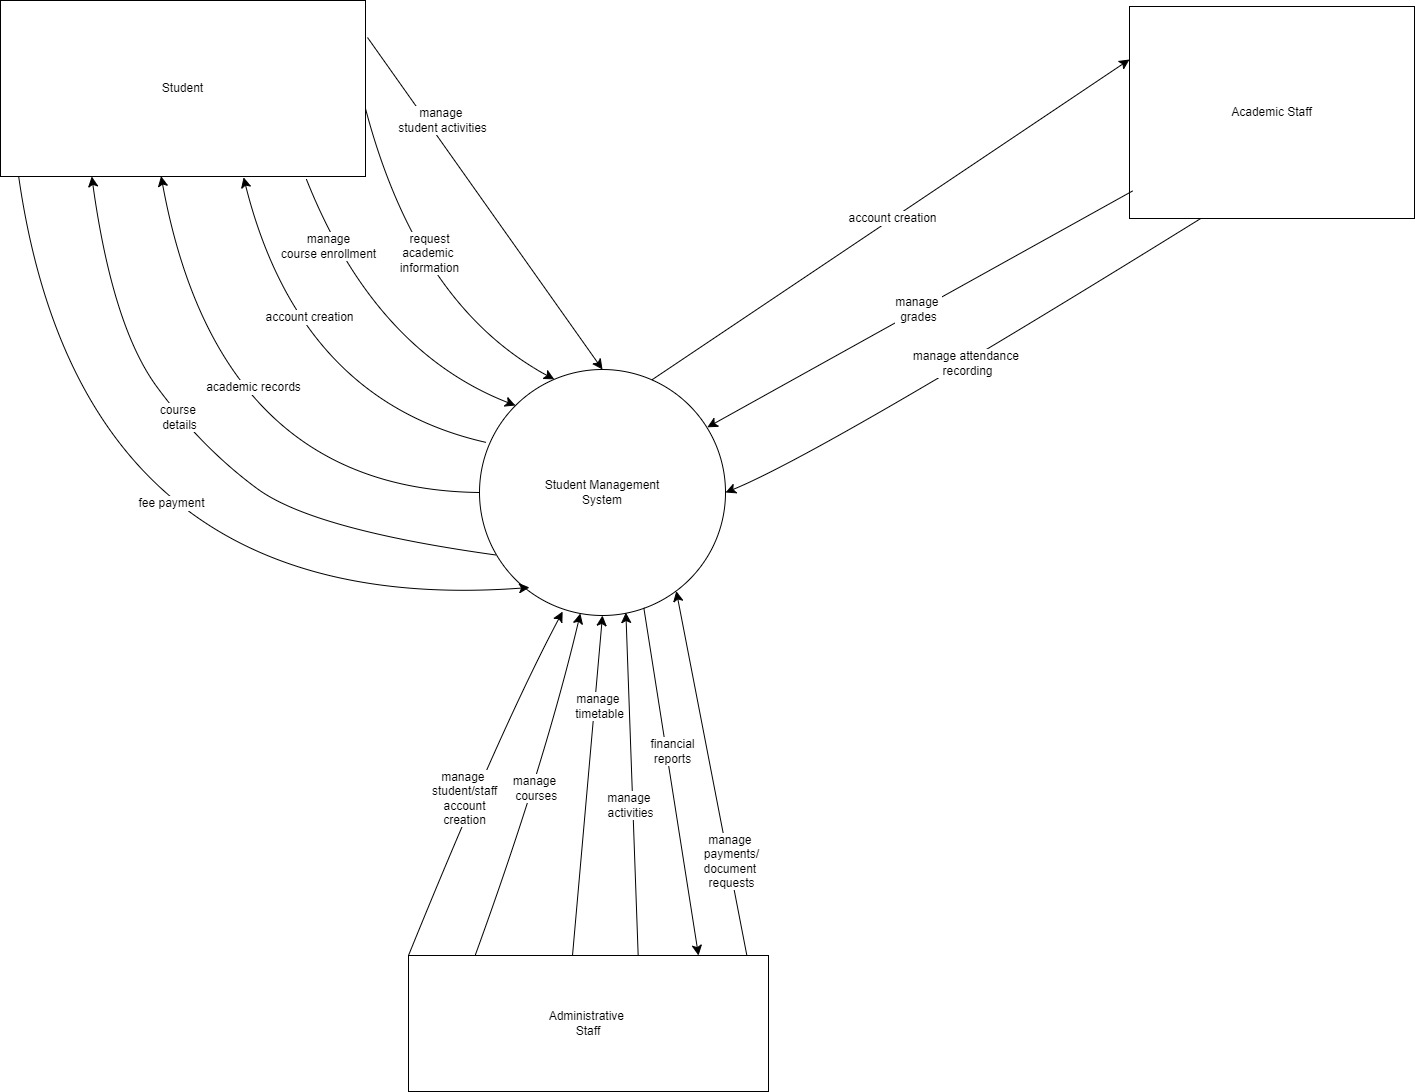 Student
Academic Staff
manage
student activities
account creation
manage
course enrollment
request
academic
information
manage
grades
account creation
manage attendance
recording
academic records
course
details
Student Management
System
fee payment
manage
timetable
financial
reports
manage
student/staff
account
creation
manage
courses
manage
activities
manage
payments/
document
requests
Administrative
Staff